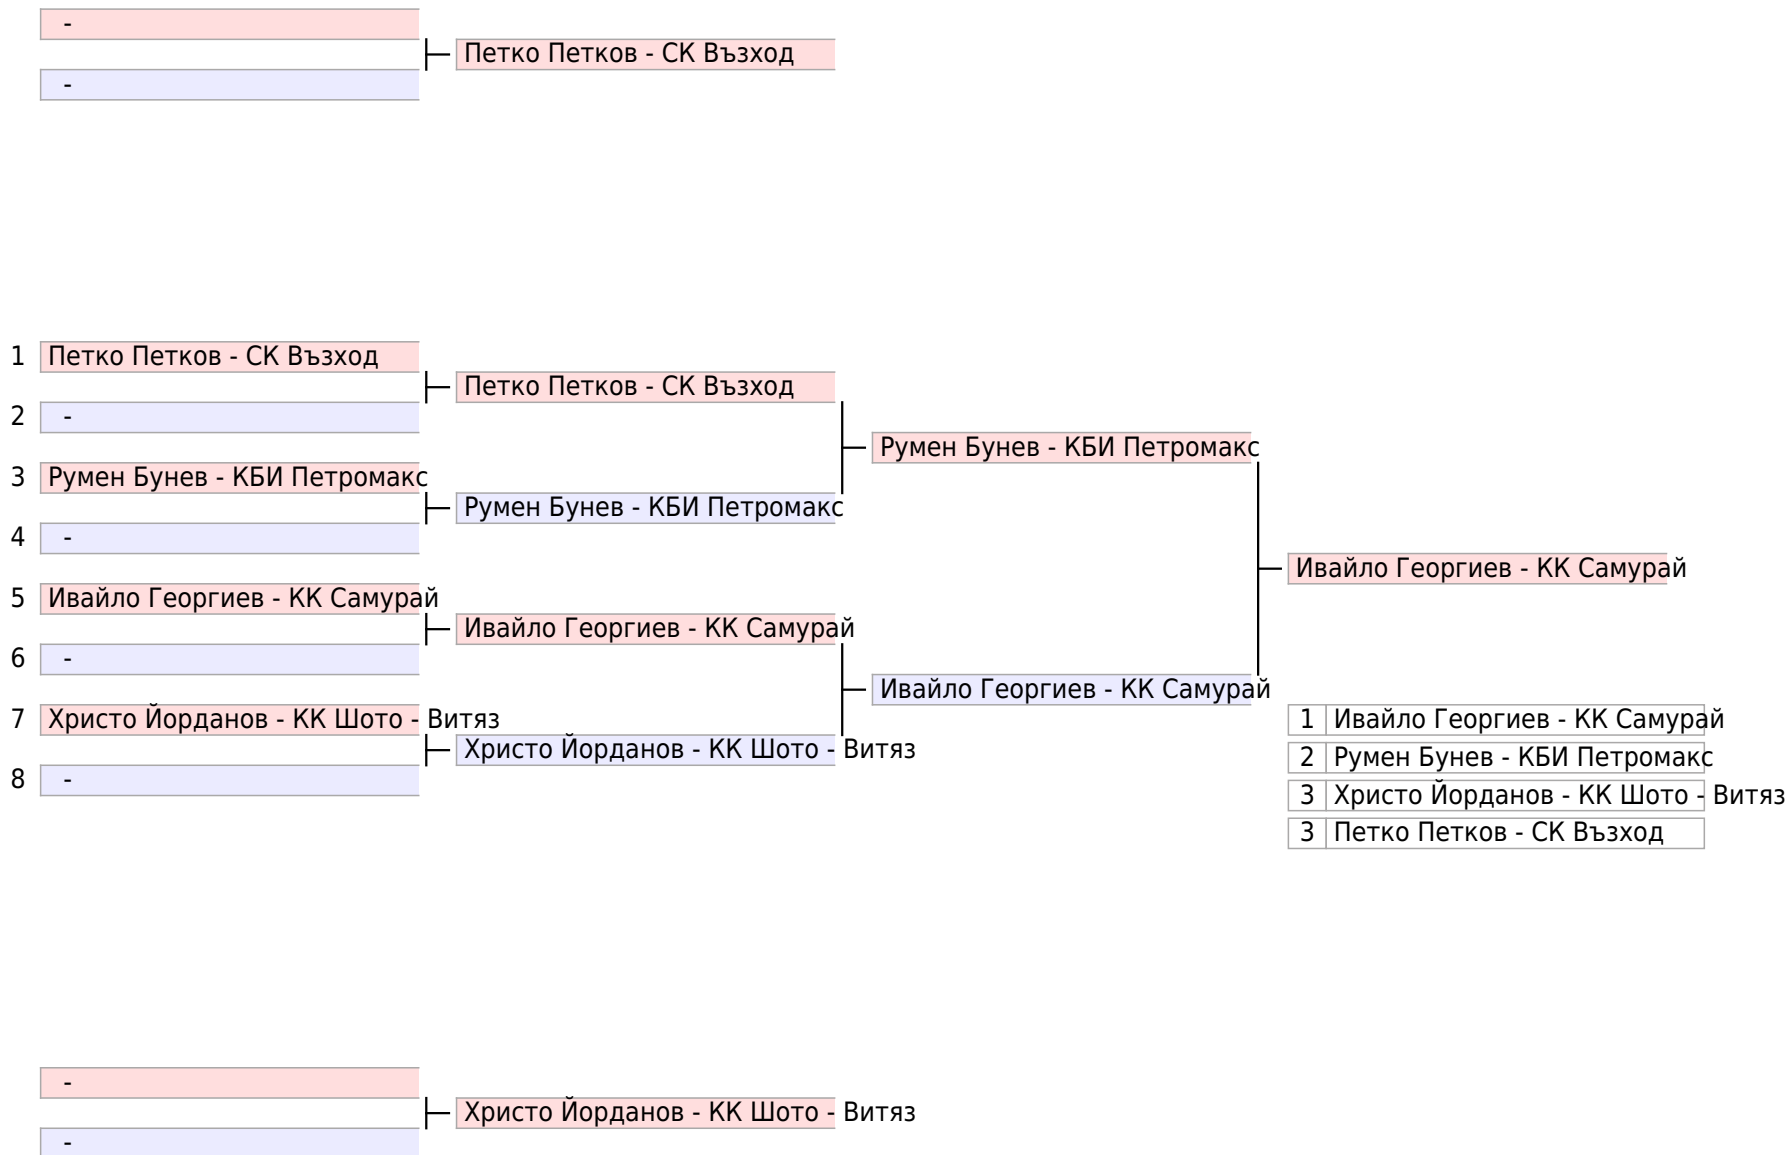 -
Петко Петков - СК Възход
-
1 Петко Петков - СК Възход
Петко Петков - СК Възход
2 -
Румен Бунев - КБИ Петромакс
3 Румен Бунев - КБИ Петромакс
Румен Бунев - КБИ Петромакс
4 -
Ивайло Георгиев - КК Самурай
5 Ивайло Георгиев - КК Самурай
Ивайло Георгиев - КК Самурай
6 -
Ивайло Георгиев - КК Самурай
7 Христо Йорданов - КК Шото - Витяз
Христо Йорданов - КК Шото - Витяз
8 -
1 Ивайло Георгиев - КК Самурай
2 Румен Бунев - КБИ Петромакс
3 Христо Йорданов - КК Шото - Витяз
3 Петко Петков - СК Възход
-
Христо Йорданов - КК Шото - Витяз
-